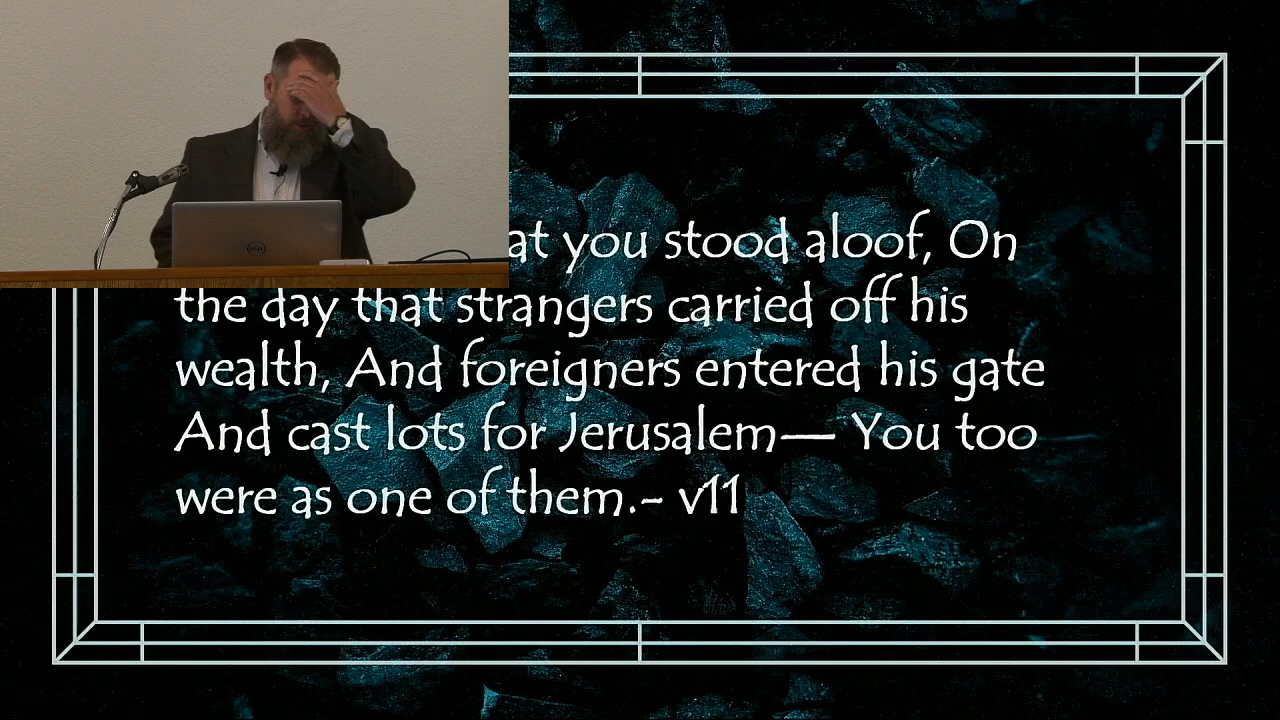 at you stood aloof, On
the day that strangers carried off his
wealth, And foreigners entered his gate
And cast lots for Jerusalem— You too
were as one of them.- v11
DELL